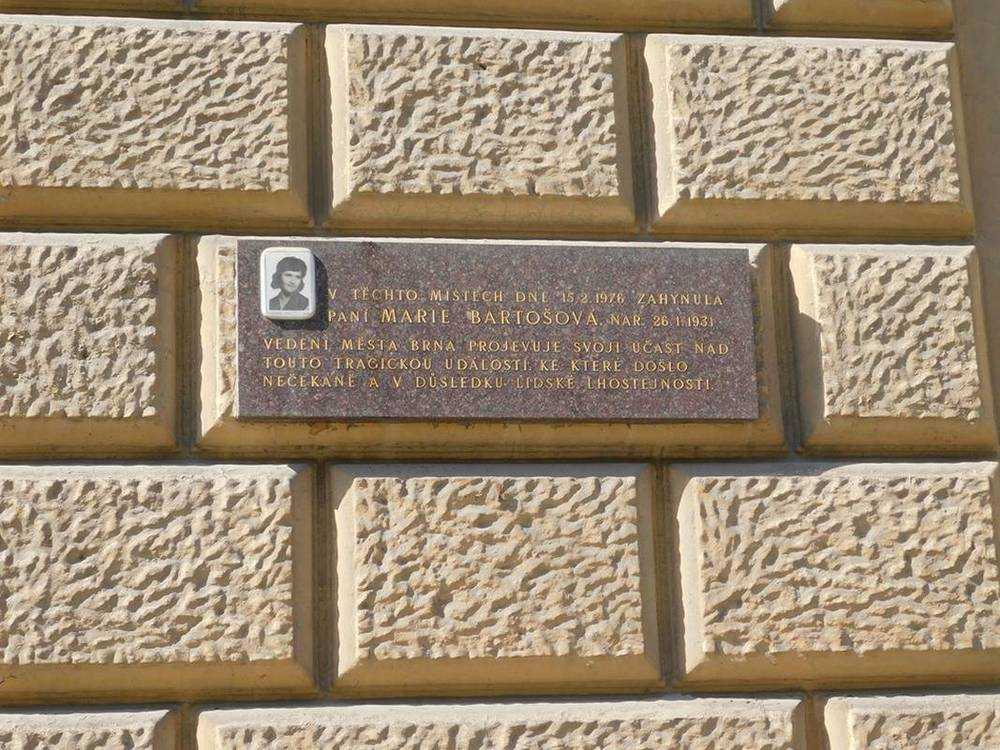 V TĚCHTO MÍSTECH DNE 15.2.1976 ZAHYNULA
PANÍ MARIE BARTOŠOVÁ, NAR. 26.1.1931.
VEDENÍ MĚSTA BRNA PROJEVUJE SVOJI ÚČAST NAD
TOUTO TRAGICKOU UDÁLOSTÍ, KE KTERÉ DOŠLO
NEČEKANĚ A V DŮSLEDKU LIDSKÉ LHOSTEJNOSTI.